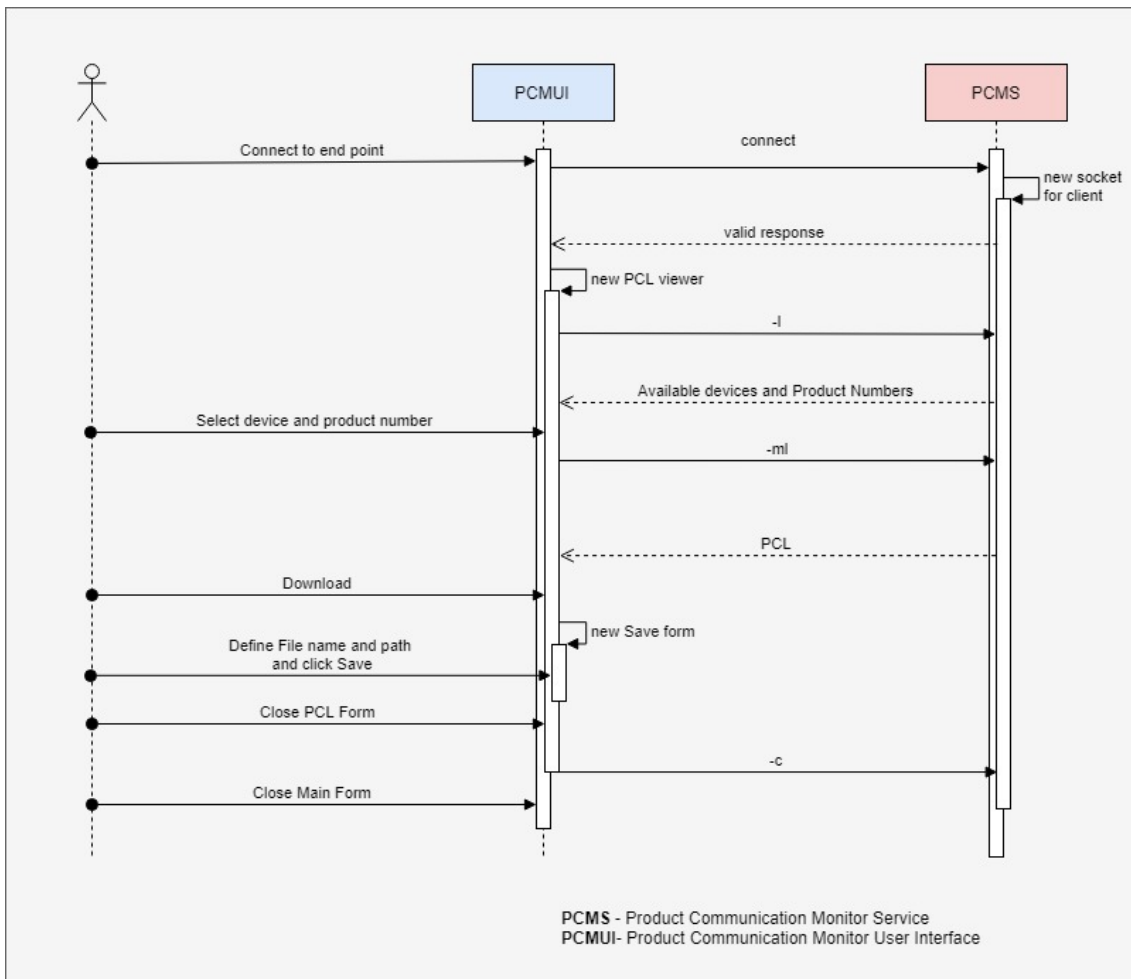 PCMUI
PCMS
Connect to end point
connect
new socket
for client
valid response
new PCL viewer
-l
Available devices and Product Numbers
Select device and product number
-ml
PCL
Download
new Save form
Define File name and path
and click Save
Close PCL Form
-c
Close Main Form
PCMS - Product Communication Monitor Service
PCMUI- Product Communication Monitor User Interface